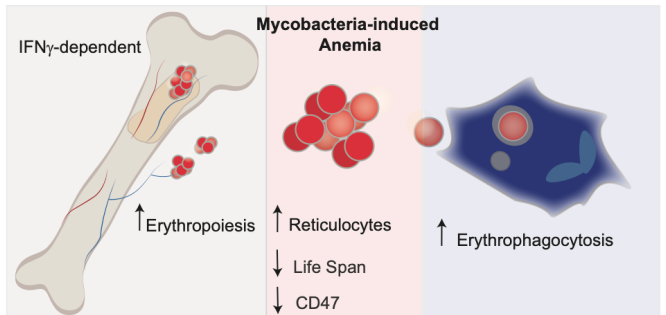 Mycobacteria-induced
Anemia
IFNγ-dependent
↑ Erythropoiesis
↑ Reticulocytes
↓ Life Span
↓ CD47
↑ Erythrophagocytosis